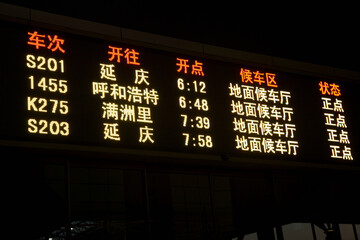 车次 开往 开点 候车区 状态
S201 延庆 6:12 地面候车厅 正点
1455 呼和浩特 6:48 地面候车厅 正点
K275 满洲里 7:39 地面候车厅 正点
S203 延庆 7:58 地面候车厅 正点